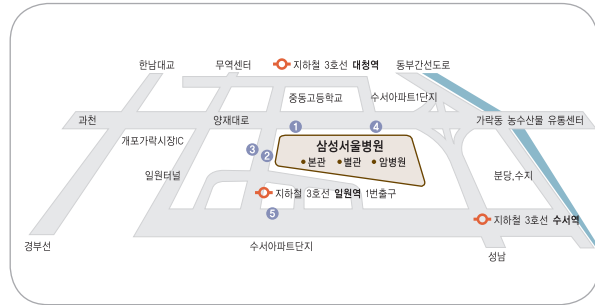 한남대교
무역센터
지하철 3호선 대청역
동부간선도로
중동고등학교
수서아파트1단지
과천
양재대로
1
4
가락동 농수산물 유통센터
개포가락시장IC
3
2
삼성서울병원
• 본관 • 별관 • 암병원
일원터널
분당,수지
지하철 3호선 일원역 1번출구
5
지하철 3호선 수서역
경부선
수서아파트단지
성남